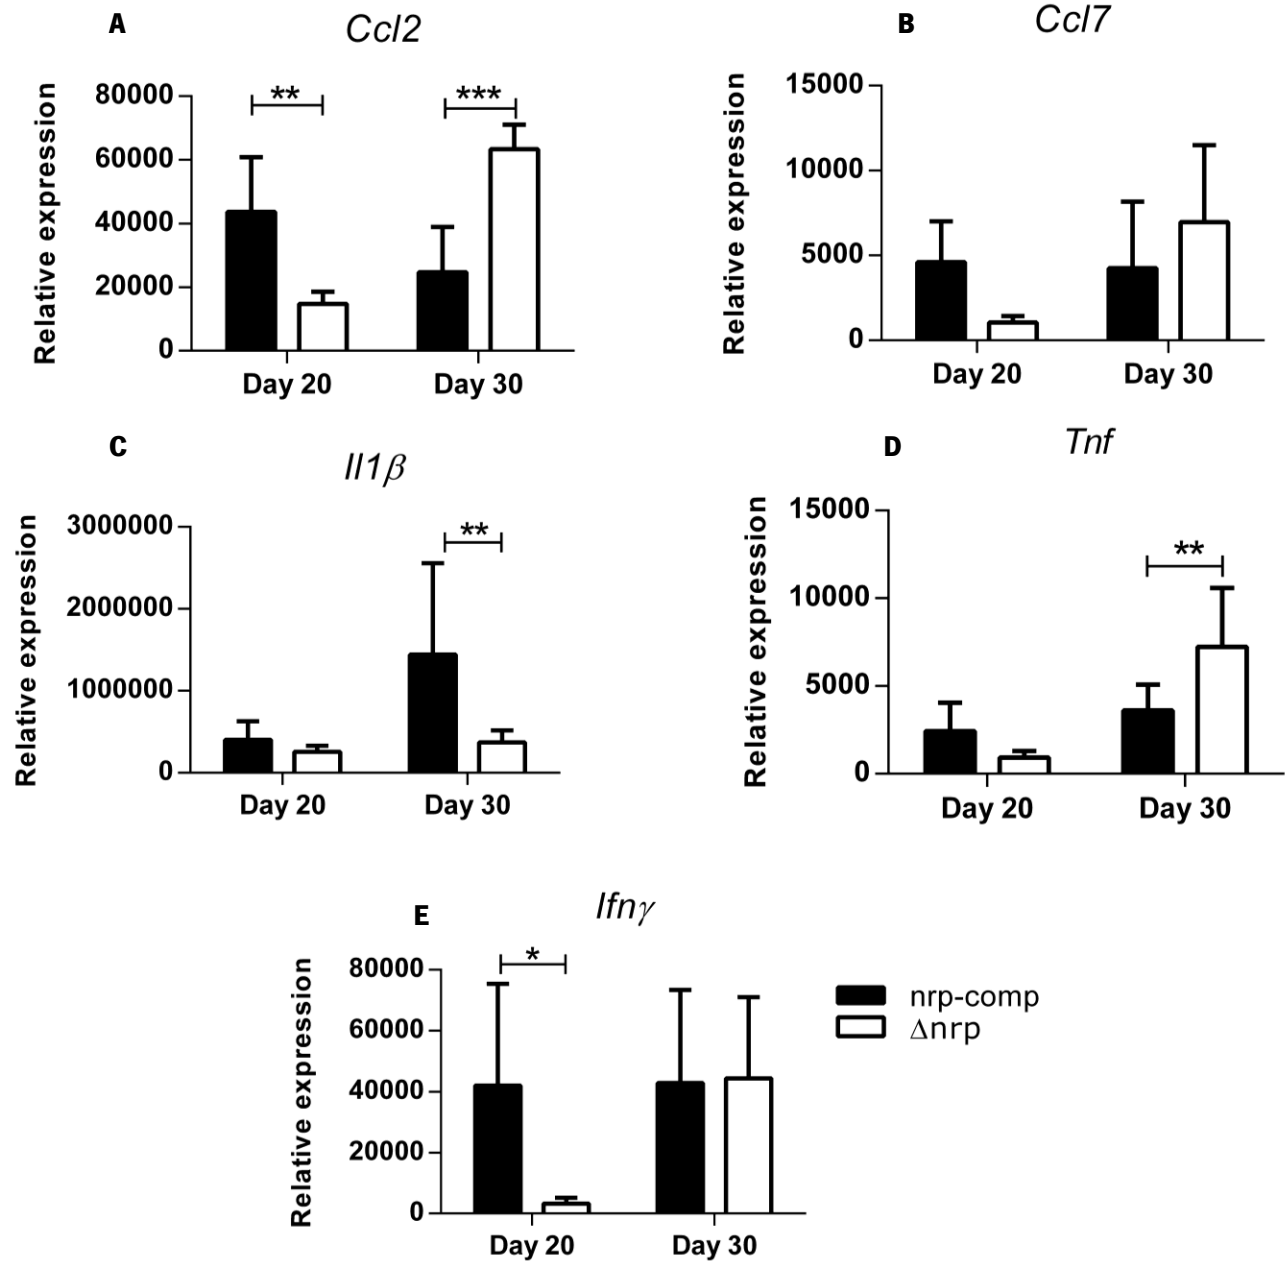 A
Ccl2
Relative expression
80000
60000
40000
20000
0
**
***
Day 20
Day 30
B
Ccl7
Relative expression
15000
10000
5000
0
Day 20
Day 30
C
Il1β
Relative expression
3000000
2000000
1000000
0
**
Day 20
Day 30
D
Tnf
Relative expression
15000
10000
5000
0
**
Day 20
Day 30
E
Ifnγ
Relative expression
80000
60000
40000
20000
0
*
Day 20
Day 30
nrp-comp
Δnrp